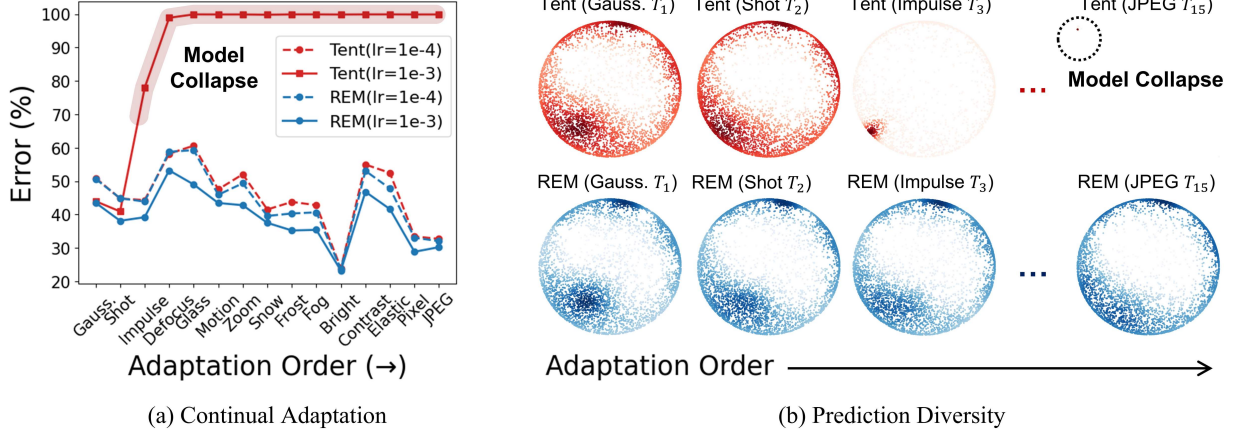 Error (%)
100
90
80
70
60
50
40
30
20
Model
Collapse
Tent(lr=1e-4)
Tent(lr=1e-3)
REM(lr=1e-4)
REM(lr=1e-3)
Gauss.
Shot
Impulse
Defocus
Glass
Motion
Zoom
Snow
Frost
Fog
Bright
Contrast
Elastic
Pixel
JPEG
Adaptation Order (→)
(a) Continual Adaptation
Tent (Gauss. T₁)
Tent (Shot T₂)
Tent (Impulse T₃)
...
Tent (JPEG T₁₅)
Model Collapse
REM (Gauss. T₁)
REM (Shot T₂)
REM (Impulse T₃)
...
REM (JPEG T₁₅)
Adaptation Order
(b) Prediction Diversity